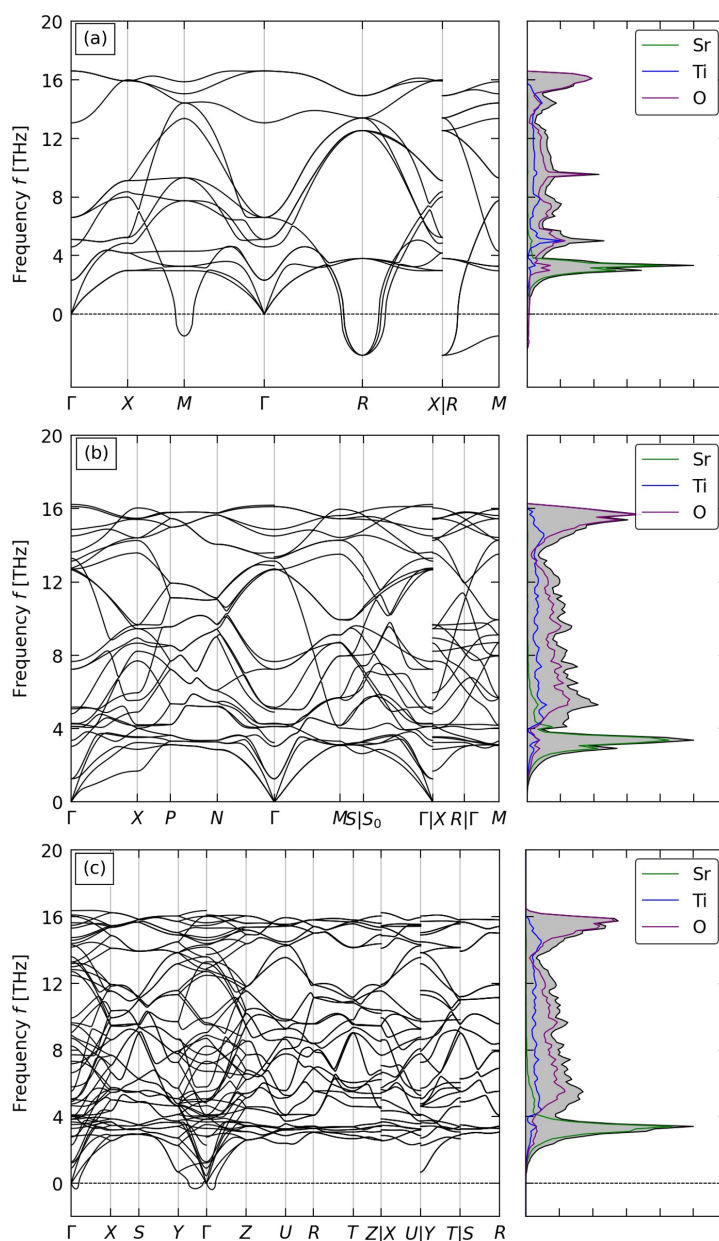 20
(a)
Sr
Ti
O
16
12
8
4
0
Frequency f [THz]
Γ X M Γ R X|R M
20
(b)
Sr
Ti
O
16
12
8
4
0
Frequency f [THz]
Γ X P N Γ M S|S₀ Γ|X R|Γ M
20
(c)
Sr
Ti
O
16
12
8
4
0
Frequency f [THz]
Γ X S Y Γ Z U R T Z|X U|Y T|S R